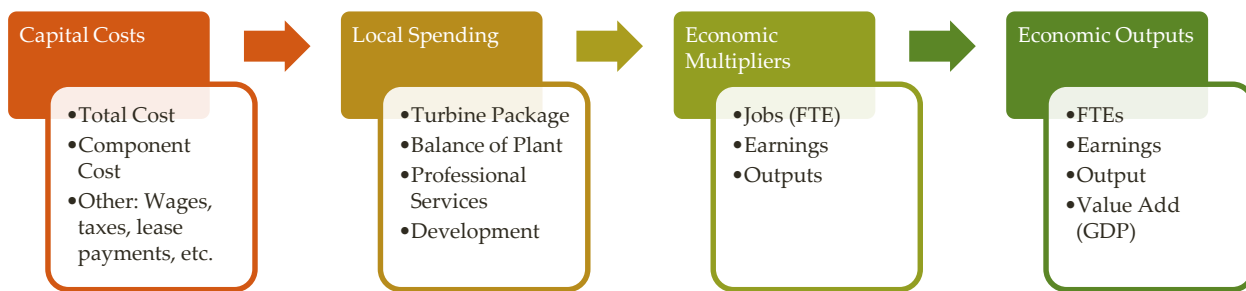 Capital Costs
•Total Cost
•Component
Cost
•Other: Wages,
taxes, lease
payments, etc.
Local Spending
•Turbine Package
•Balance of Plant
•Professional
Services
•Development
Economic
Multipliers
•Jobs (FTE)
•Earnings
•Outputs
Economic Outputs
•FTEs
•Earnings
•Output
•Value Add
(GDP)